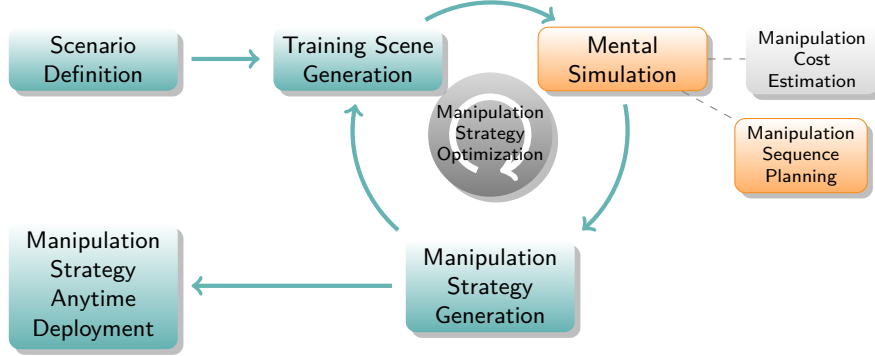 Scenario
Definition
Training Scene
Generation
Mental
Simulation
Manipulation
Cost
Estimation
Manipulation
Strategy
Optimization
Manipulation
Sequence
Planning
Manipulation
Strategy
Anytime
Deployment
Manipulation
Strategy
Generation